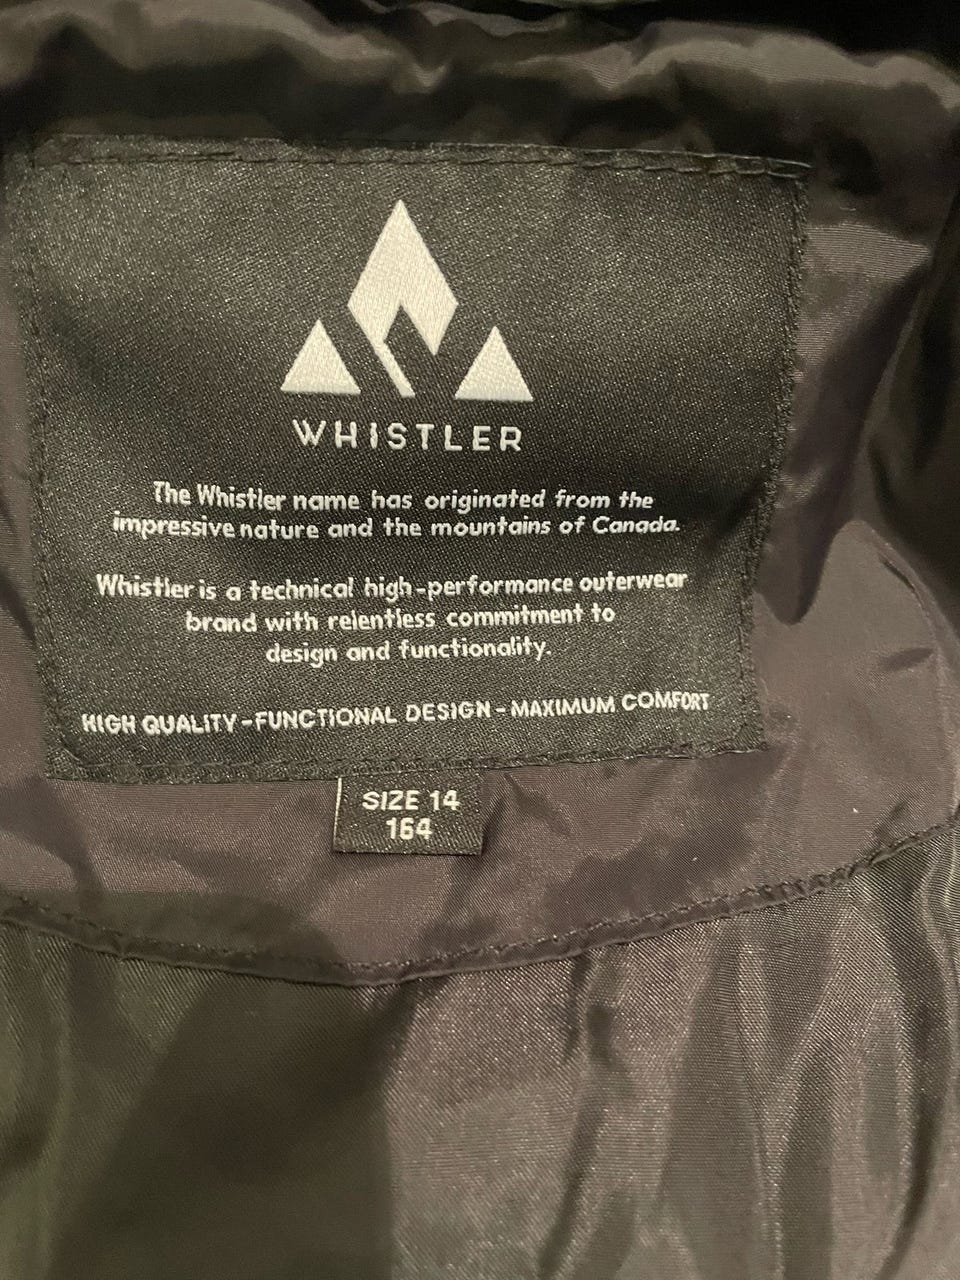 WHISTLER
The Whistler name has originated from the
impressive nature and the mountains of Canada.
Whistler is a technical high-performance outerwear
brand with relentless commitment to
design and functionality.
HIGH QUALITY-FUNCTIONAL DESIGN-MAXIMUM COMFORT
SIZE 14
164